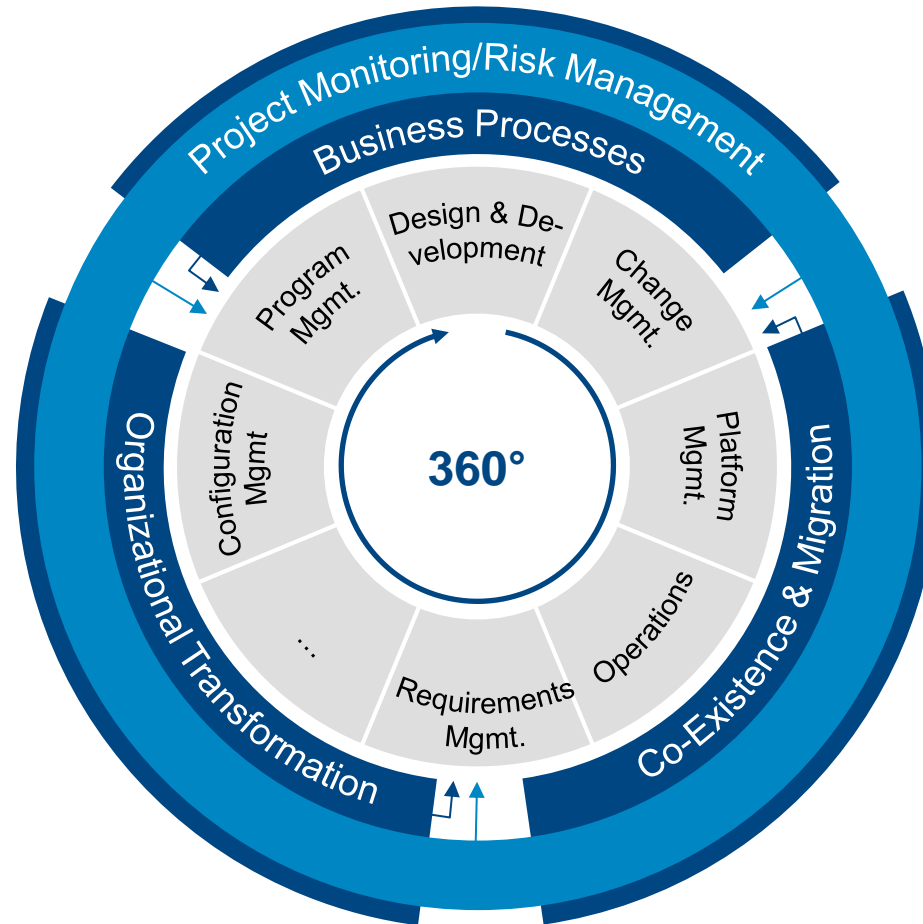 Project Monitoring/Risk Management
Business Processes
Design & De-
velopment
Change
Mgmt.
Platform
Mgmt.
Operations
Requirements
Mgmt.
...
Configuration
Mgmt
Program
Mgmt.
360°
Co-Existence & Migration
Organizational Transformation